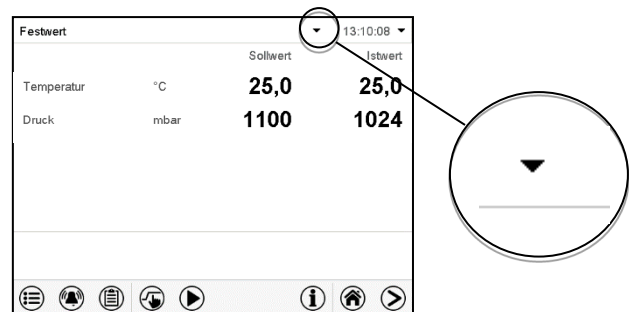 Festwert 13:10:08
Sollwert Istwert
Temperatur °C 25,0 25,0
Druck mbar 1100 1024